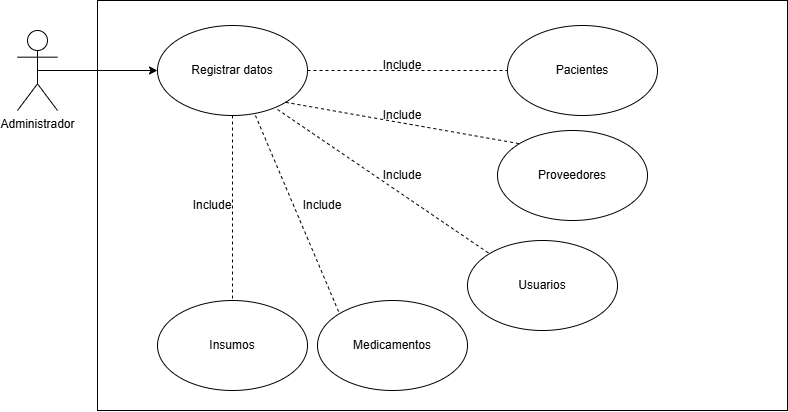 Registrar datos
Include
Pacientes
Administrador
Include
Proveedores
Include
Include
Include
Usuarios
Insumos
Medicamentos